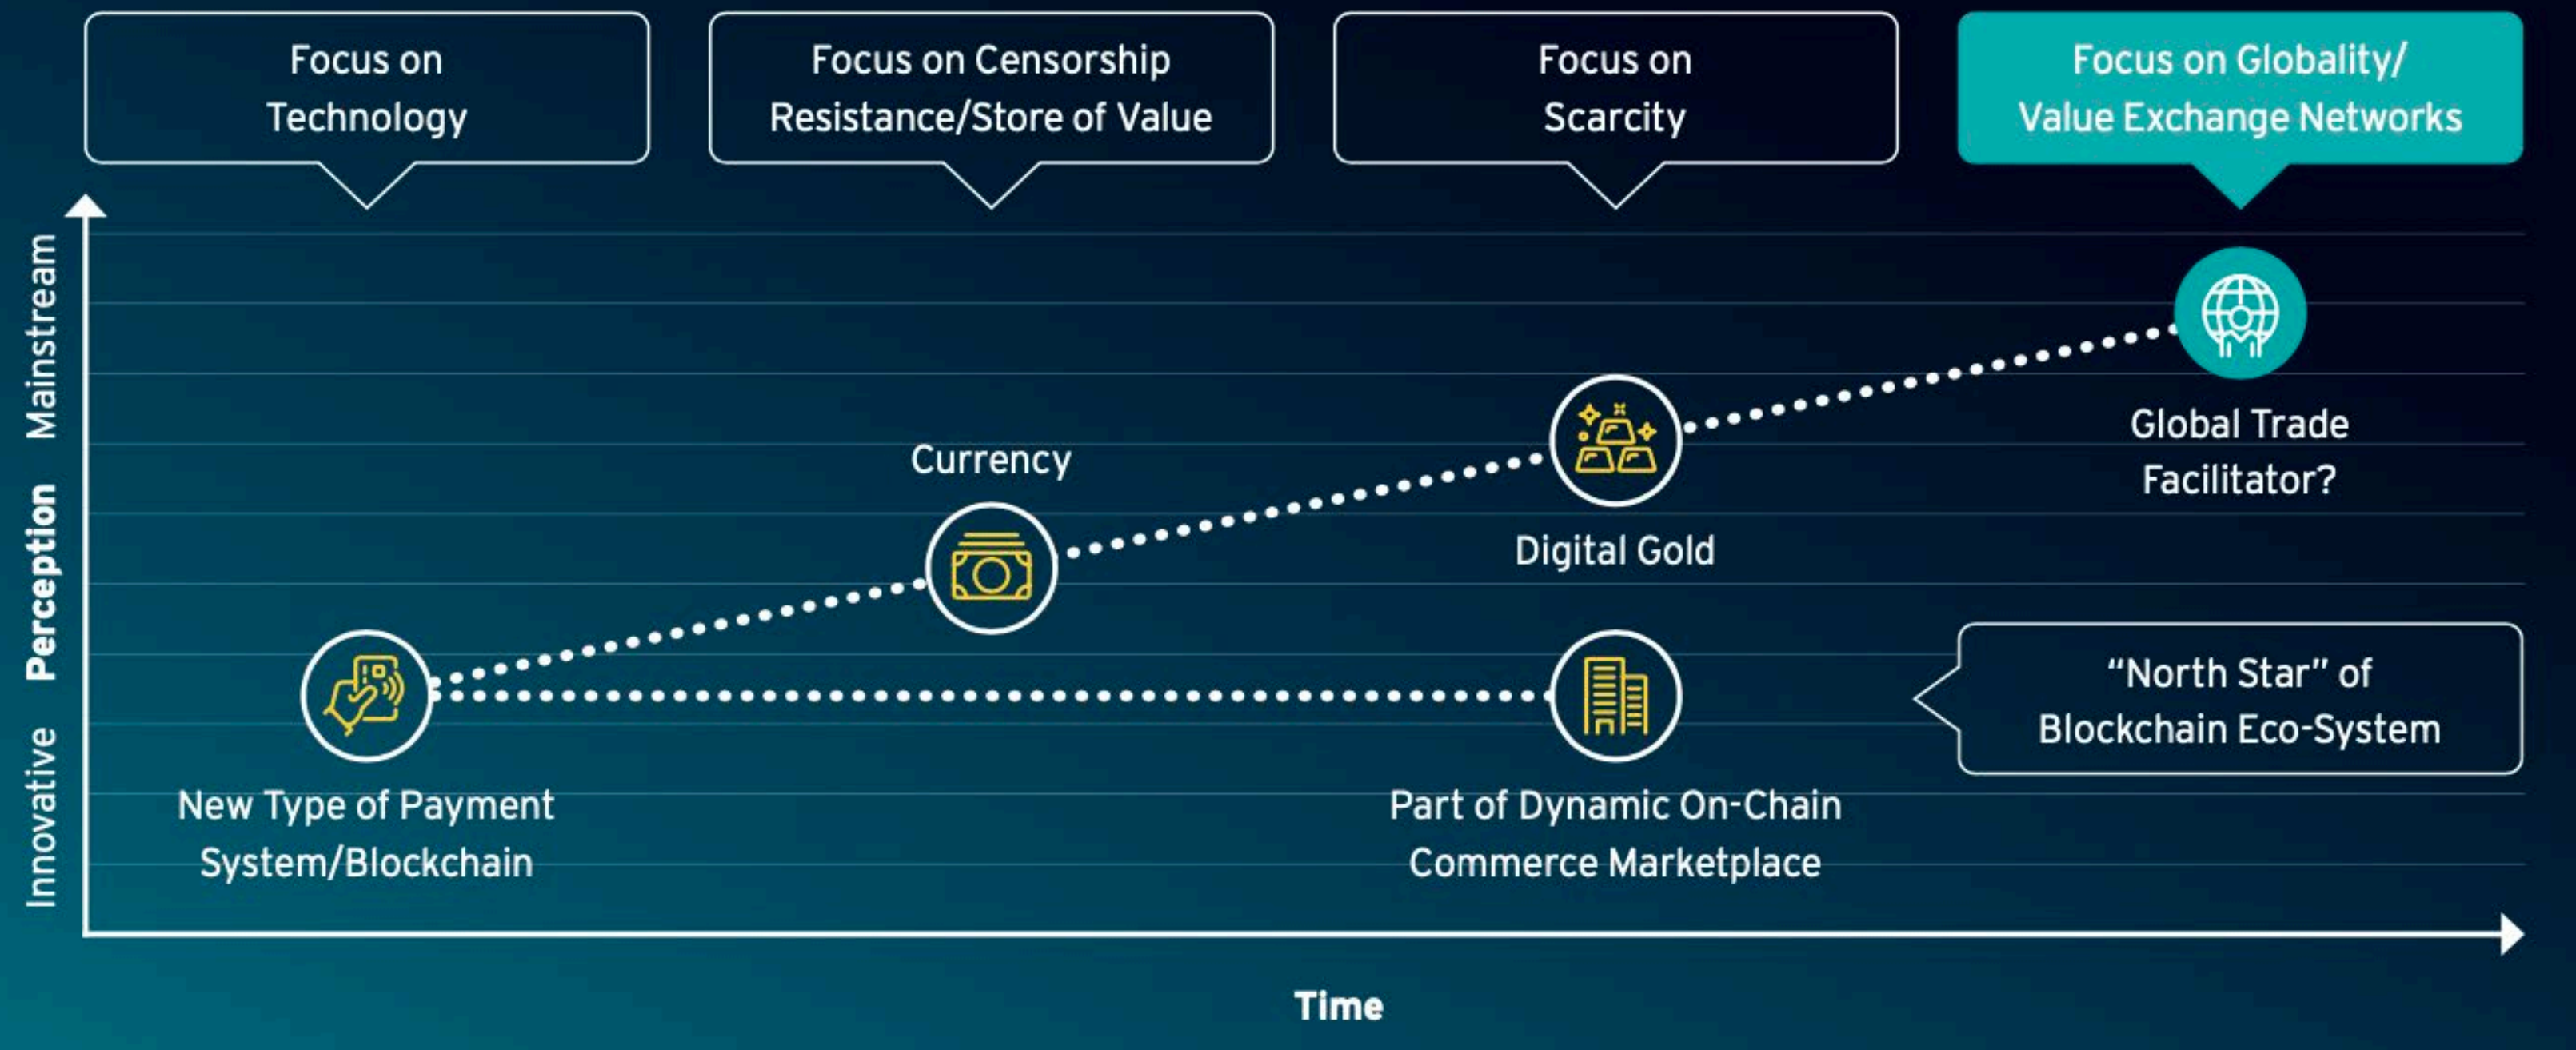 Focus on
Technology
Focus on Censorship
Resistance/Store of Value
Focus on
Scarcity
Focus on Globality/
Value Exchange Networks
Mainstream
Perception
Innovative
Currency
Digital Gold
Global Trade
Facilitator?
New Type of Payment
System/Blockchain
Part of Dynamic On-Chain
Commerce Marketplace
“North Star” of
Blockchain Eco-System
Time